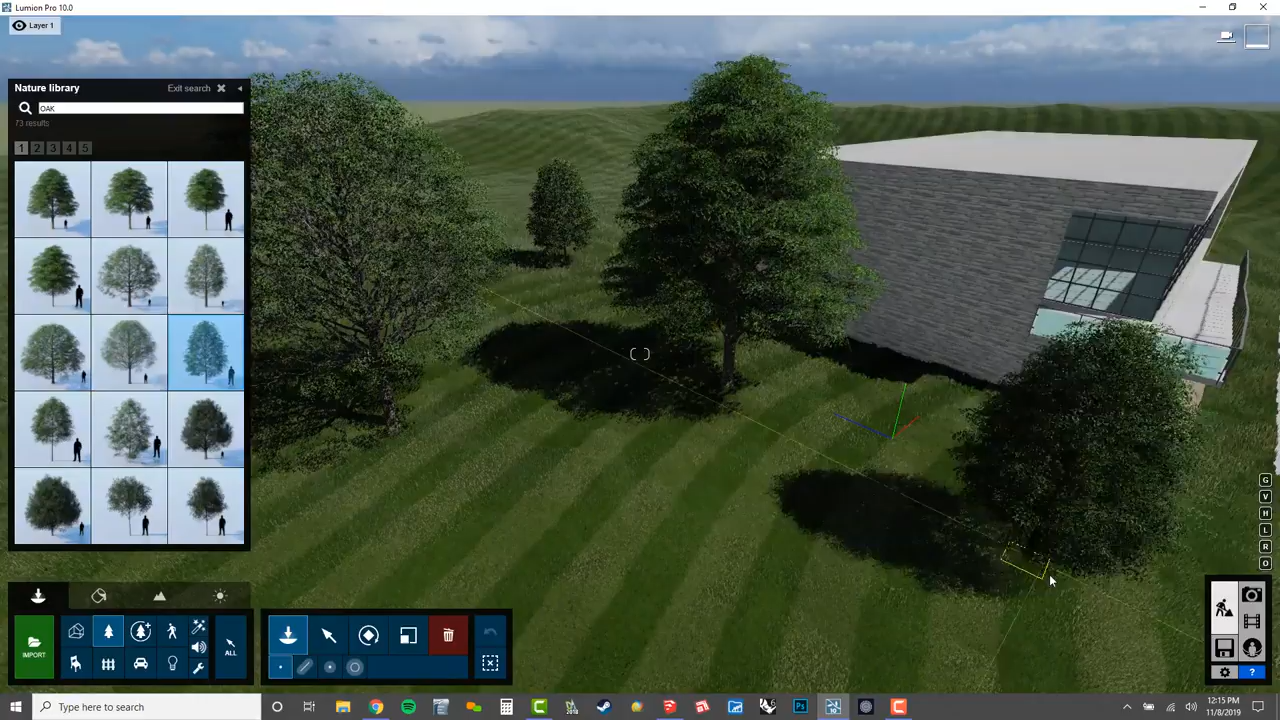 Lumion Pro 10.0
Layer 1
Nature library
Exit search
OAK
73 results
1 2 3 4 5
G
V
H
L
R
O
IMPORT
ALL
?
Type here to search
Ps
12:15 PM
11/8/2019